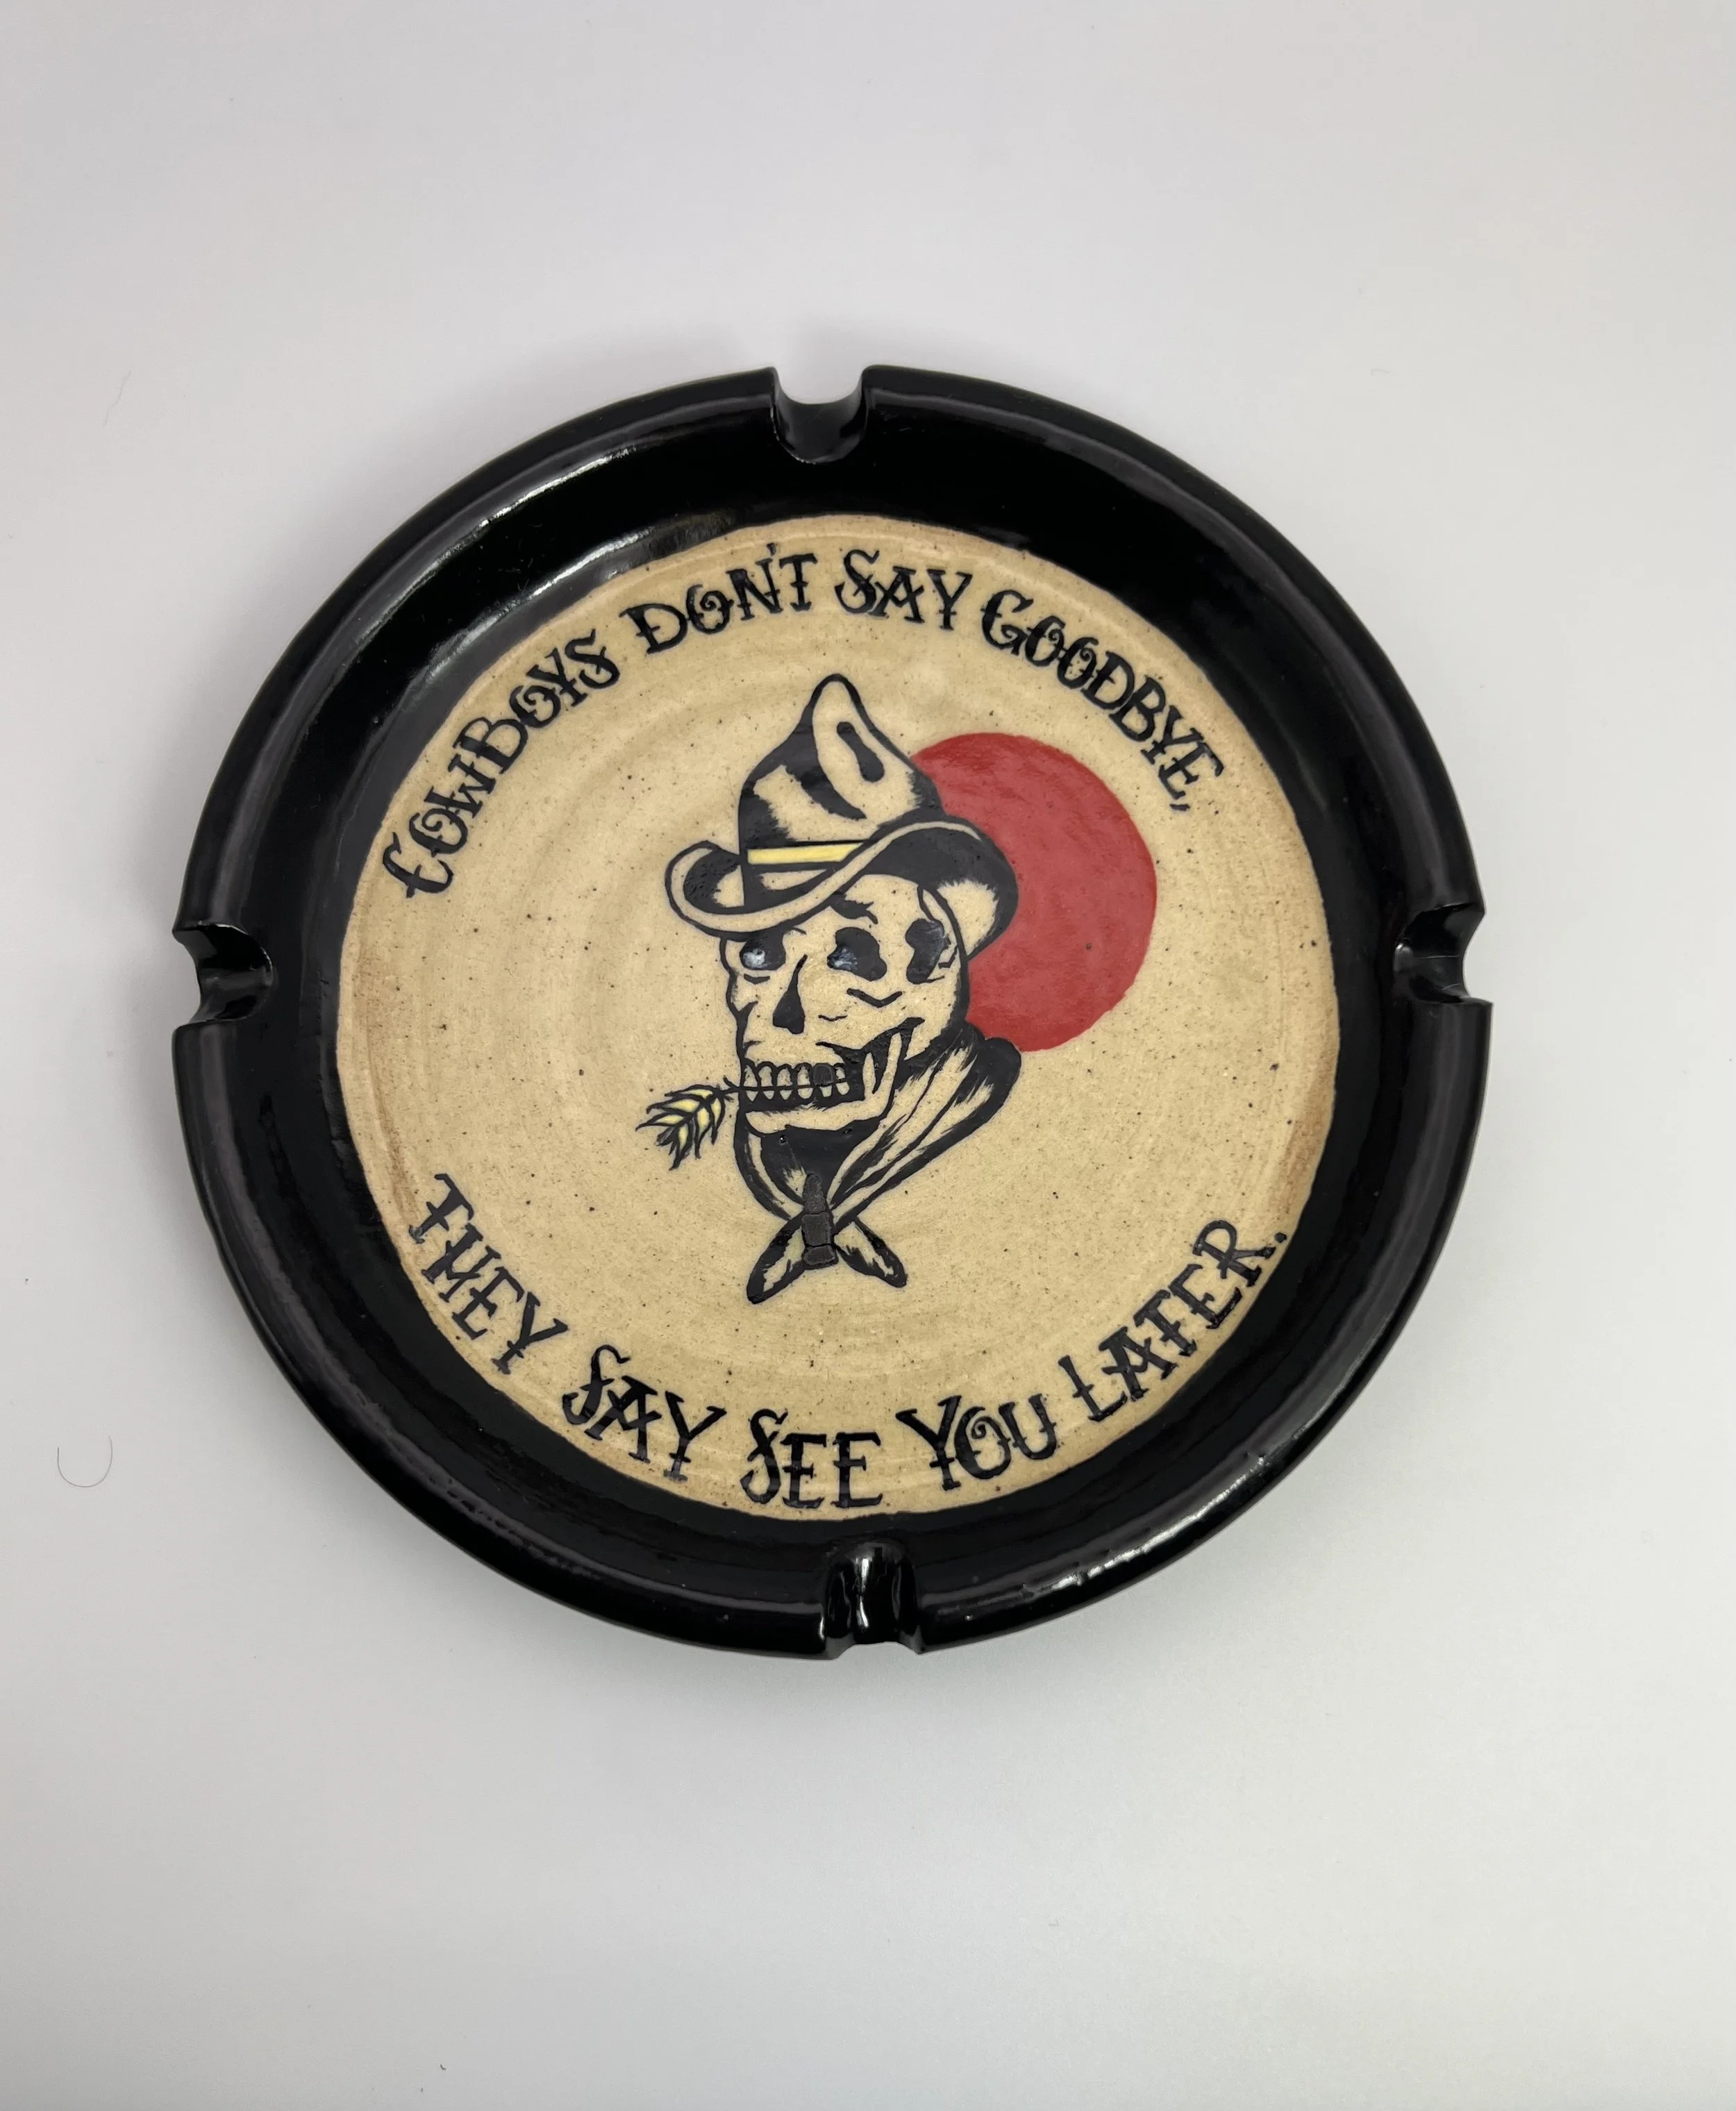 COWBOYS DON'T SAY GOODBYE,
THEY SAY SEE YOU LATER.